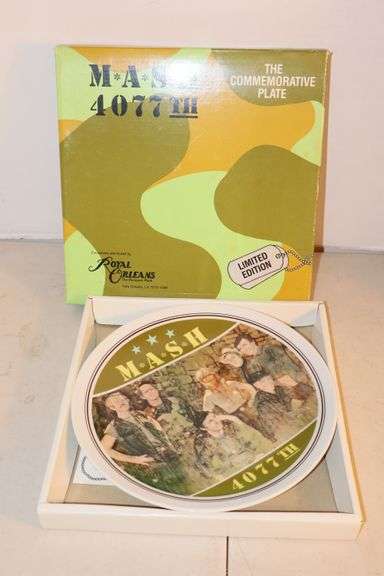 M*A*S*H
4077TH
THE
COMMEMORATIVE
PLATE
LIMITED
EDITION
ROYAL
ORLEANS
M*A*S*H
4077TH